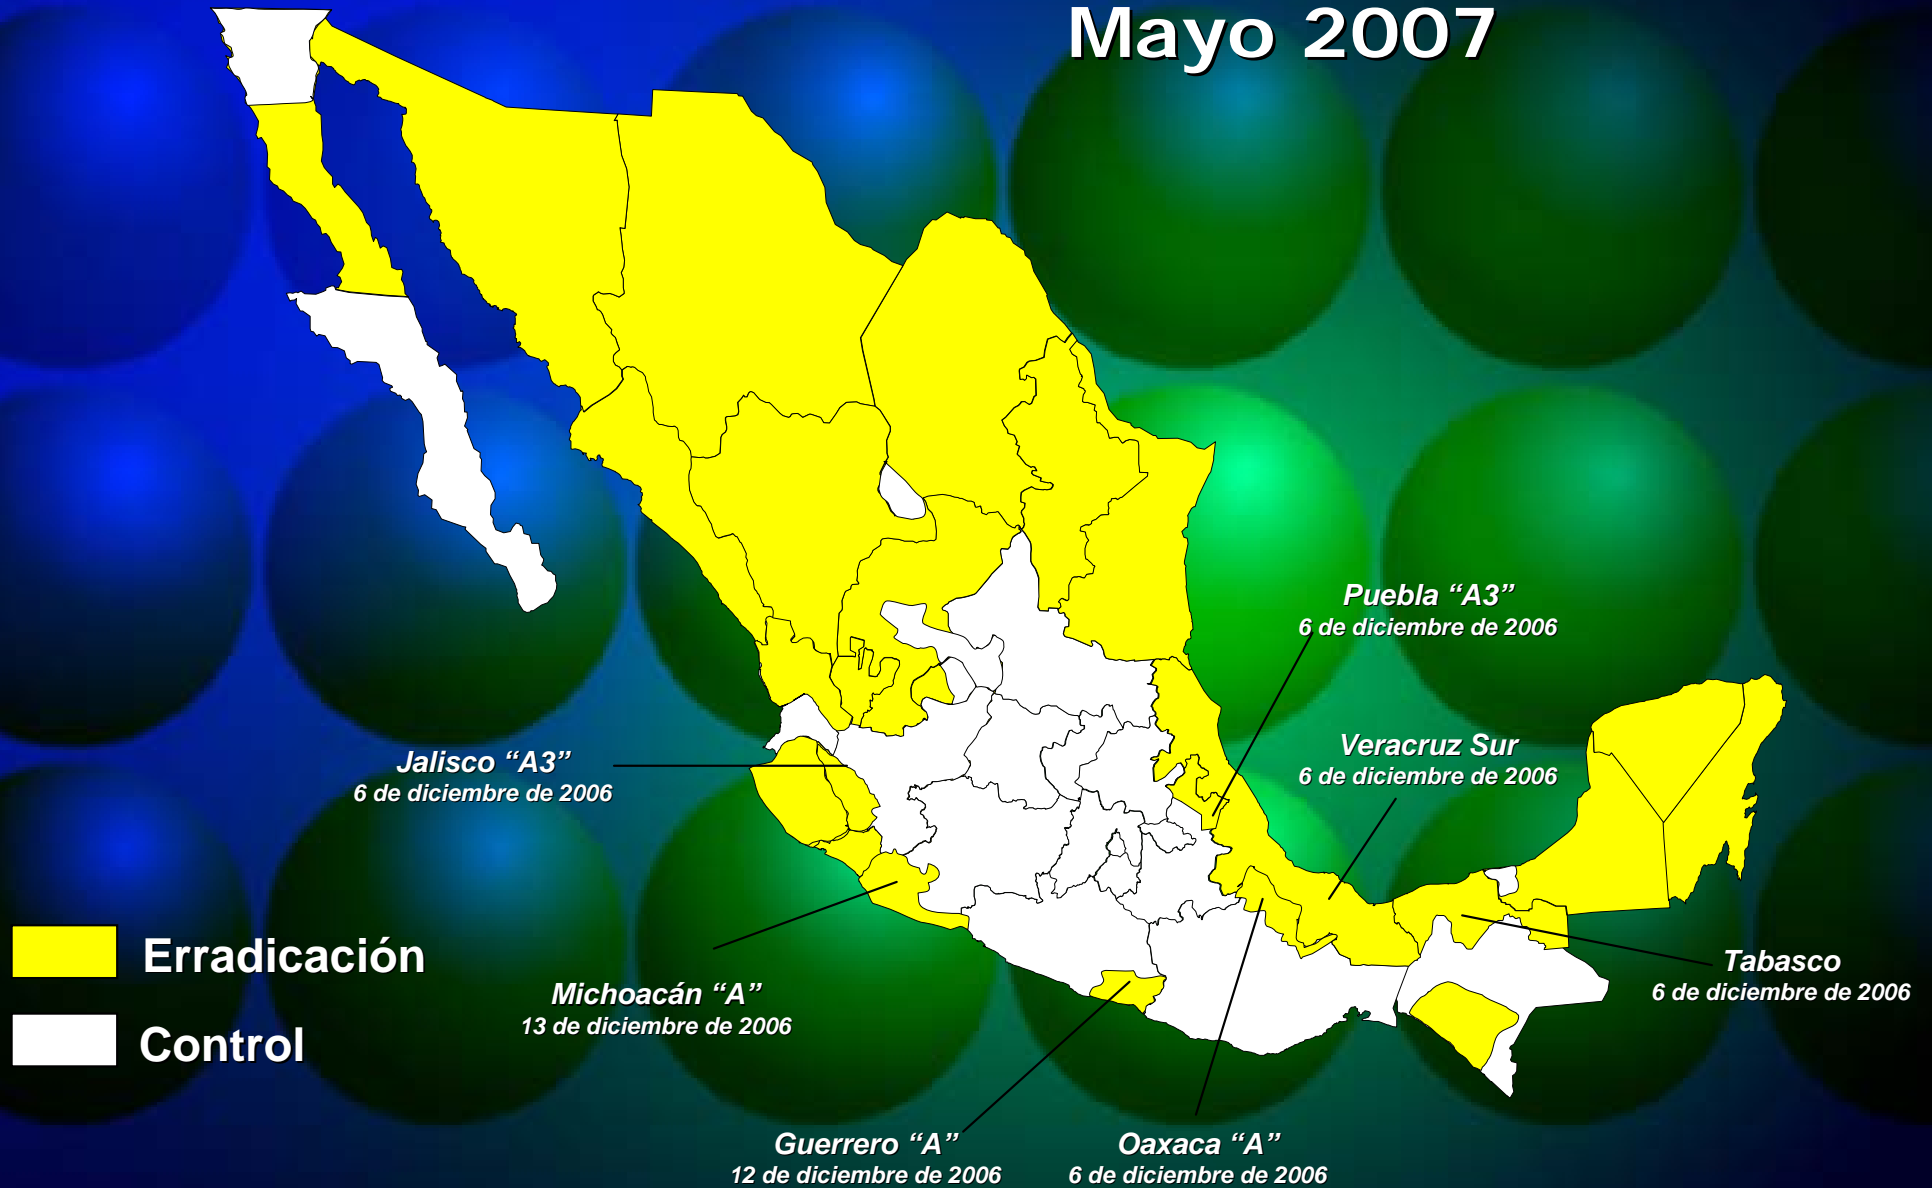 Mayo 2007
Puebla “A3”
6 de diciembre de 2006
Veracruz Sur
6 de diciembre de 2006
Jalisco “A3”
6 de diciembre de 2006
Erradicación
Control
Michoacán “A”
13 de diciembre de 2006
Tabasco
6 de diciembre de 2006
Guerrero “A”
12 de diciembre de 2006
Oaxaca “A”
6 de diciembre de 2006